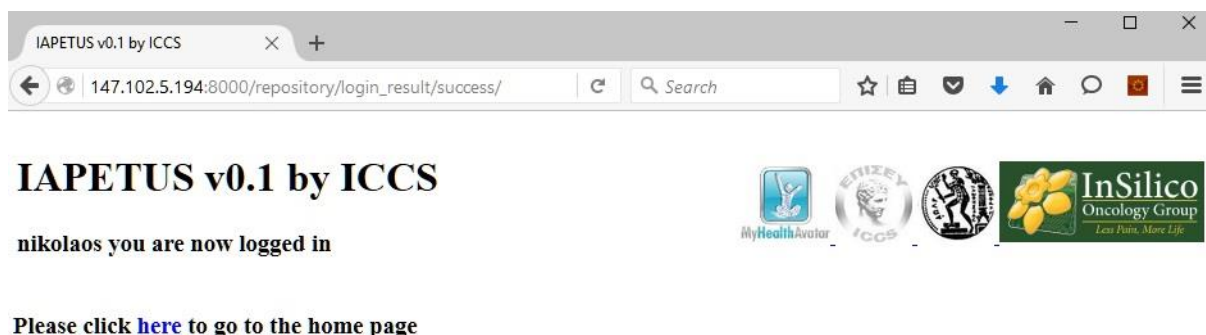 IAPETUS v0.1 by ICCS
147.102.5.194:8000/repository/login_result/success/
Search
IAPETUS v0.1 by ICCS
nikolaos you are now logged in
MyHealthAvatar
ΕΠΙΣΕΥ
ICCS
InSilico
Oncology Group
Less Pain, More Life
Please click here to go to the home page